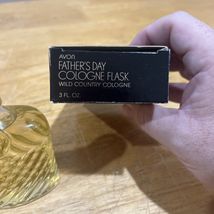 AVON
FATHER'S DAY
COLOGNE FLASK
WILD COUNTRY COLOGNE
3 FL. OZ.